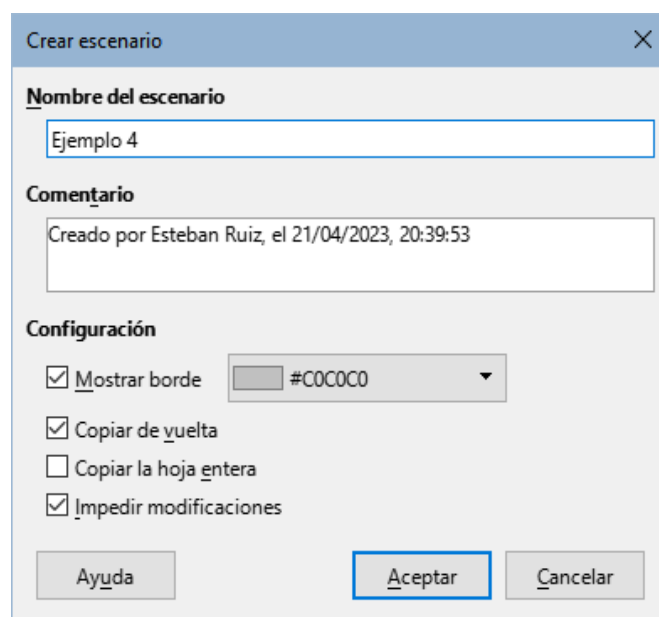 Crear escenario
Nombre del escenario
Ejemplo 4
Comentario
Creado por Esteban Ruiz, el 21/04/2023, 20:39:53
Configuración
Mostrar borde #C0C0C0
Copiar de vuelta
Copiar la hoja entera
Impedir modificaciones
Ayuda Aceptar Cancelar